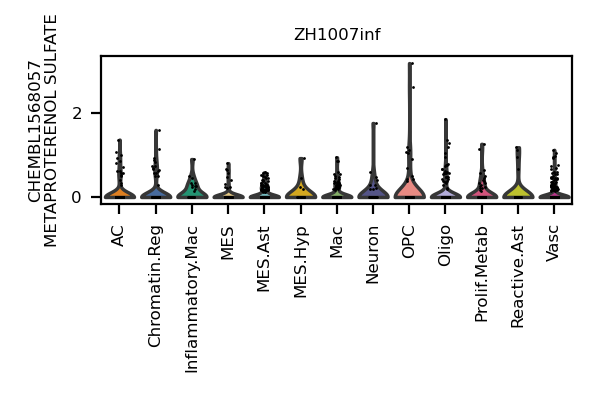 ZH1007inf
CHEMBL1568057
METAPROTERENOL SULFATE
2
0
AC
Chromatin.Reg
Inflammatory.Mac
MES
MES.Ast
MES.Hyp
Mac
Neuron
OPC
Oligo
Prolif.Metab
Reactive.Ast
Vasc